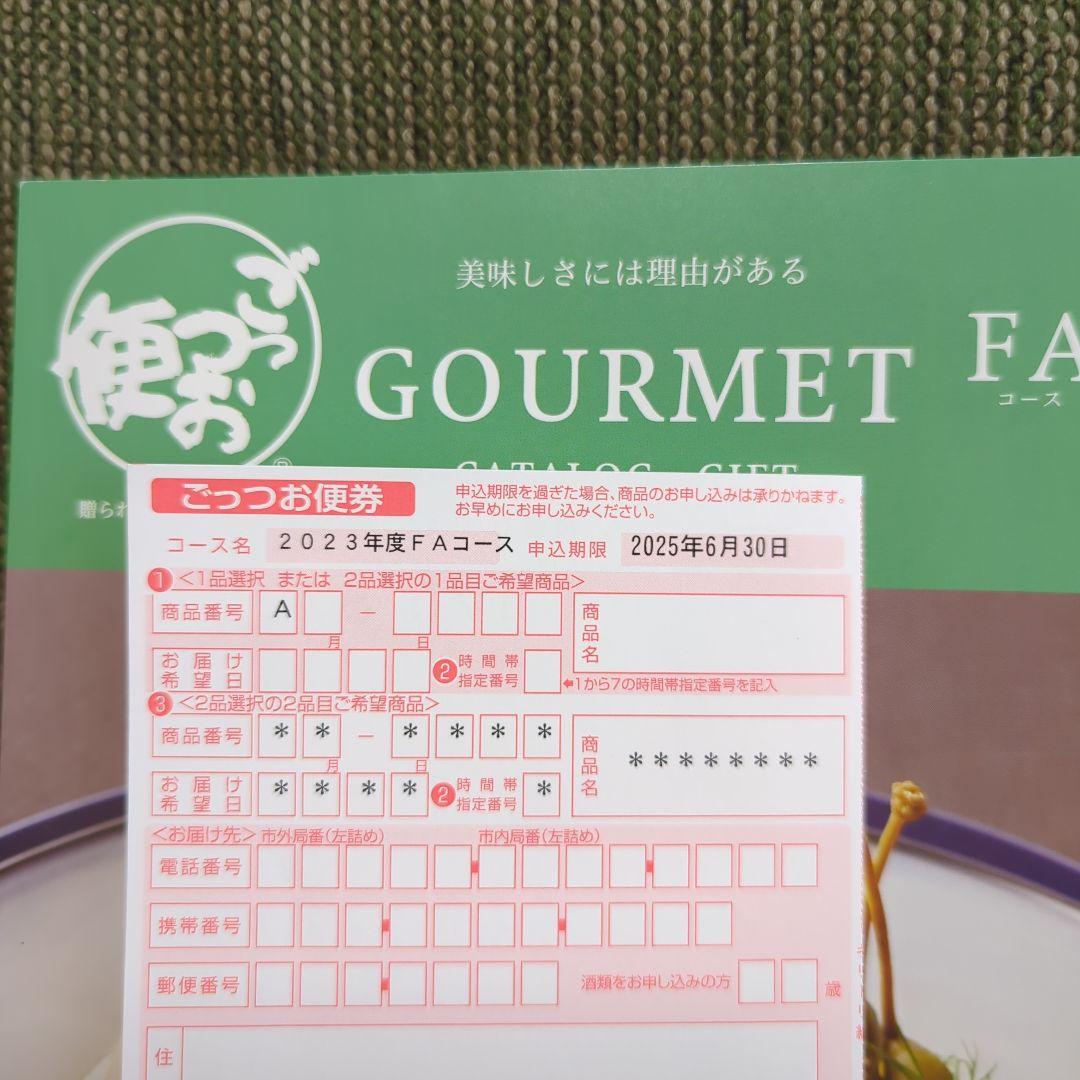 ごっつお便
®
美味しさには理由がある
GOURMET
FA
コース
CATALOG GIFT
贈られ
ごっつお便券
申込期限を過ぎた場合、商品のお申し込みは承りかねます。
お早めにお申し込みください。
コース名 2023年度FAコース 申込期限 2025年6月30日
1 <1品選択 または 2品選択の1品目ご希望商品>
商品番号 A - 商品名
月 日
お届け希望日 2 時間帯指定番号
←1から7の時間帯指定番号を記入
3 <2品選択の2品目ご希望商品>
商品番号 * * - * * * * 商品名 * * * * * * * *
月 日
お届け希望日 * * * * 2 時間帯指定番号 *
<お届け先> 市外局番(左詰め) 市内局番(左詰め)
電話番号
携帯番号
郵便番号 酒類をお申し込みの方 歳
住